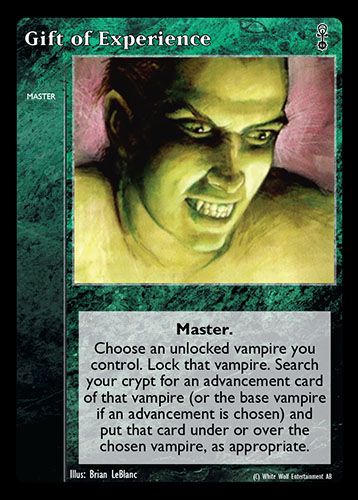 Gift of Experience
MASTER
Master.
Choose an unlocked vampire you
control. Lock that vampire. Search
your crypt for an advancement card
of that vampire (or the base vampire
if an advancement is chosen) and
put that card under or over the
chosen vampire, as appropriate.
Illus: Brian LeBlanc
(C) White Wolf Entertainment AB